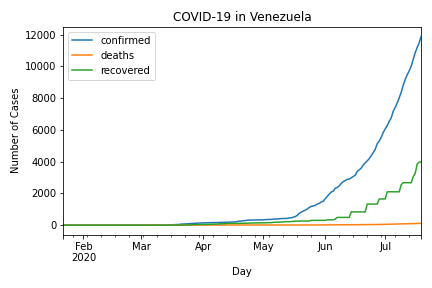 COVID-19 in Venezuela
confirmed
deaths
recovered
Number of Cases
12000
10000
8000
6000
4000
2000
0
Feb
2020
Mar
Apr
May
Jun
Jul
Day